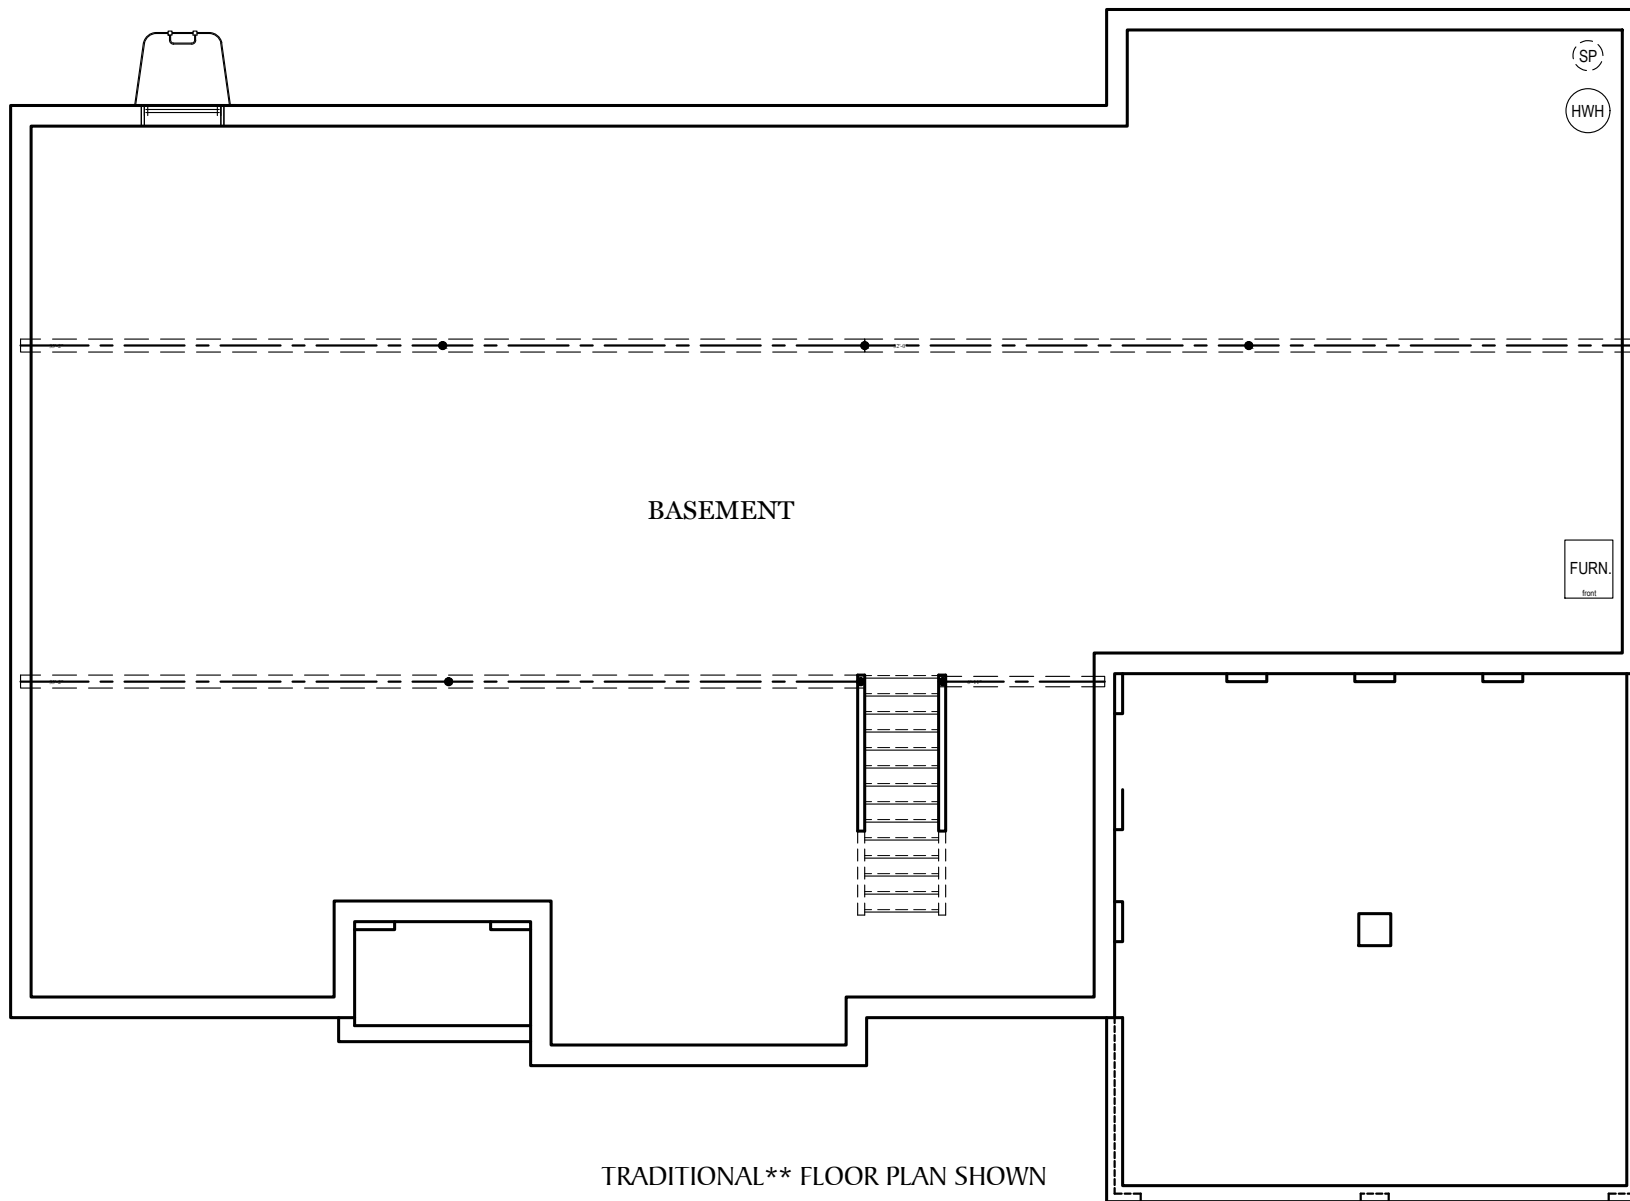 SP
HWH
BASEMENT
FURN.
front
TRADITIONAL** FLOOR PLAN SHOWN